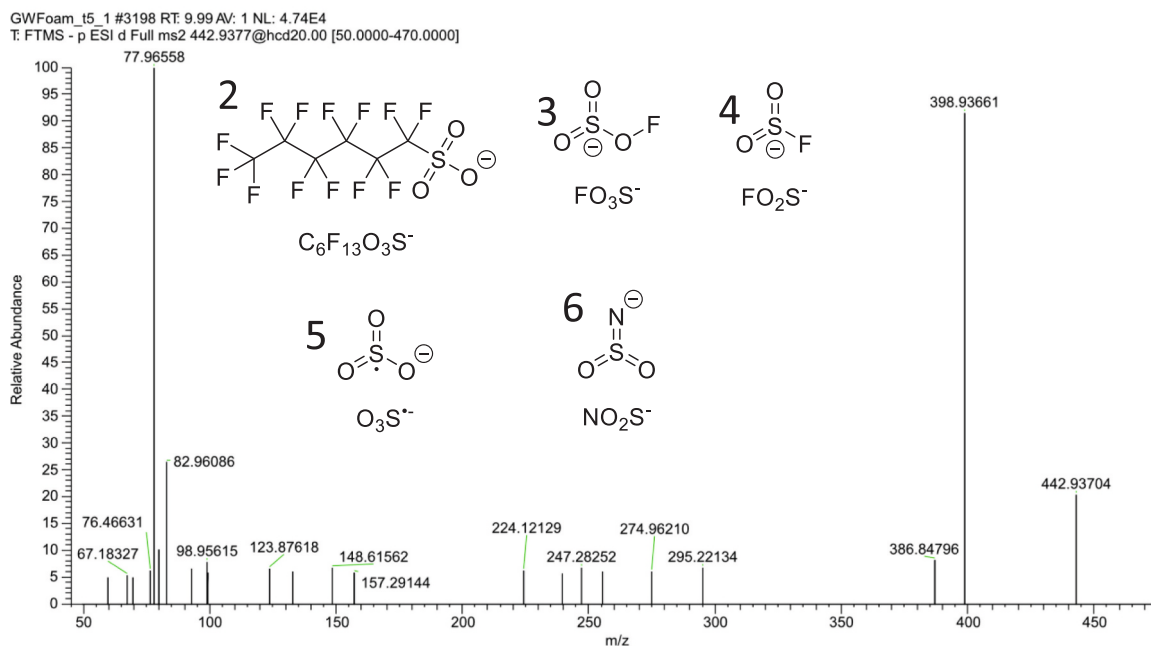 GWFoam_t5_1 #3198 RT: 9.99 AV: 1 NL: 4.74E4
T: FTMS - p ESI d Full ms2 442.9377@hcd20.00 [50.0000-470.0000]
77.96558
100
95
90
85
80
75
70
65
60
55
50
45
40
35
30
25
20
15
10
5
0
Relative Abundance
2
F F F F F F
F
F
F
F F F F
S
O
O
O
⊖
C₆F₁₃O₃S⁻
3
O
O
S
⊖
O
F
FO₃S⁻
4
O
O
S
⊖
F
FO₂S⁻
5
O
S
O
O
⊖
O₃S•⁻
6
N
⊖
S
O
O
NO₂S⁻
398.93661
82.96086
442.93704
76.46631
67.18327
98.95615
123.87618
148.61562
157.29144
224.12129
247.28252
274.96210
295.22134
386.84796
50 100 150 200 250 300 350 400 450
m/z